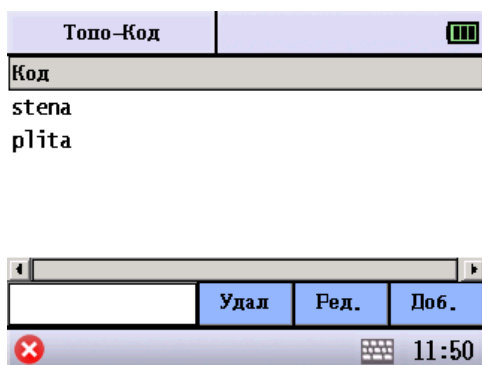 Топо-Код
Код
stena
plita
Удал Ред. Доб.
11:50